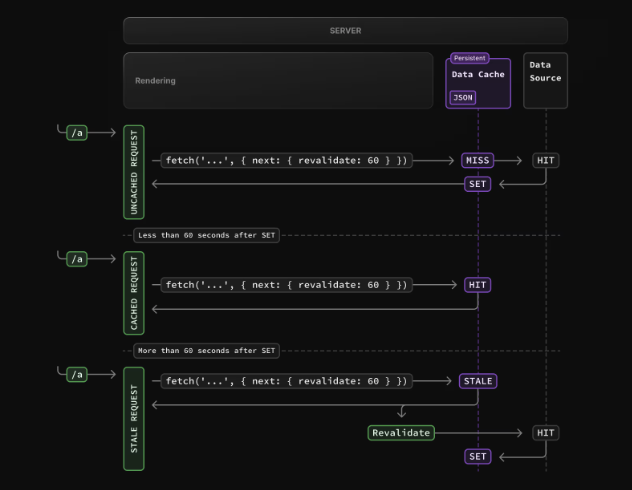 SERVER
Rendering
Persistent
Data Cache
JSON
Data
Source
/a
UNCACHED REQUEST
fetch('...', { next: { revalidate: 60 } })
MISS
HIT
SET
Less than 60 seconds after SET
/a
CACHED REQUEST
fetch('...', { next: { revalidate: 60 } })
HIT
More than 60 seconds after SET
/a
STALE REQUEST
fetch('...', { next: { revalidate: 60 } })
STALE
Revalidate
HIT
SET